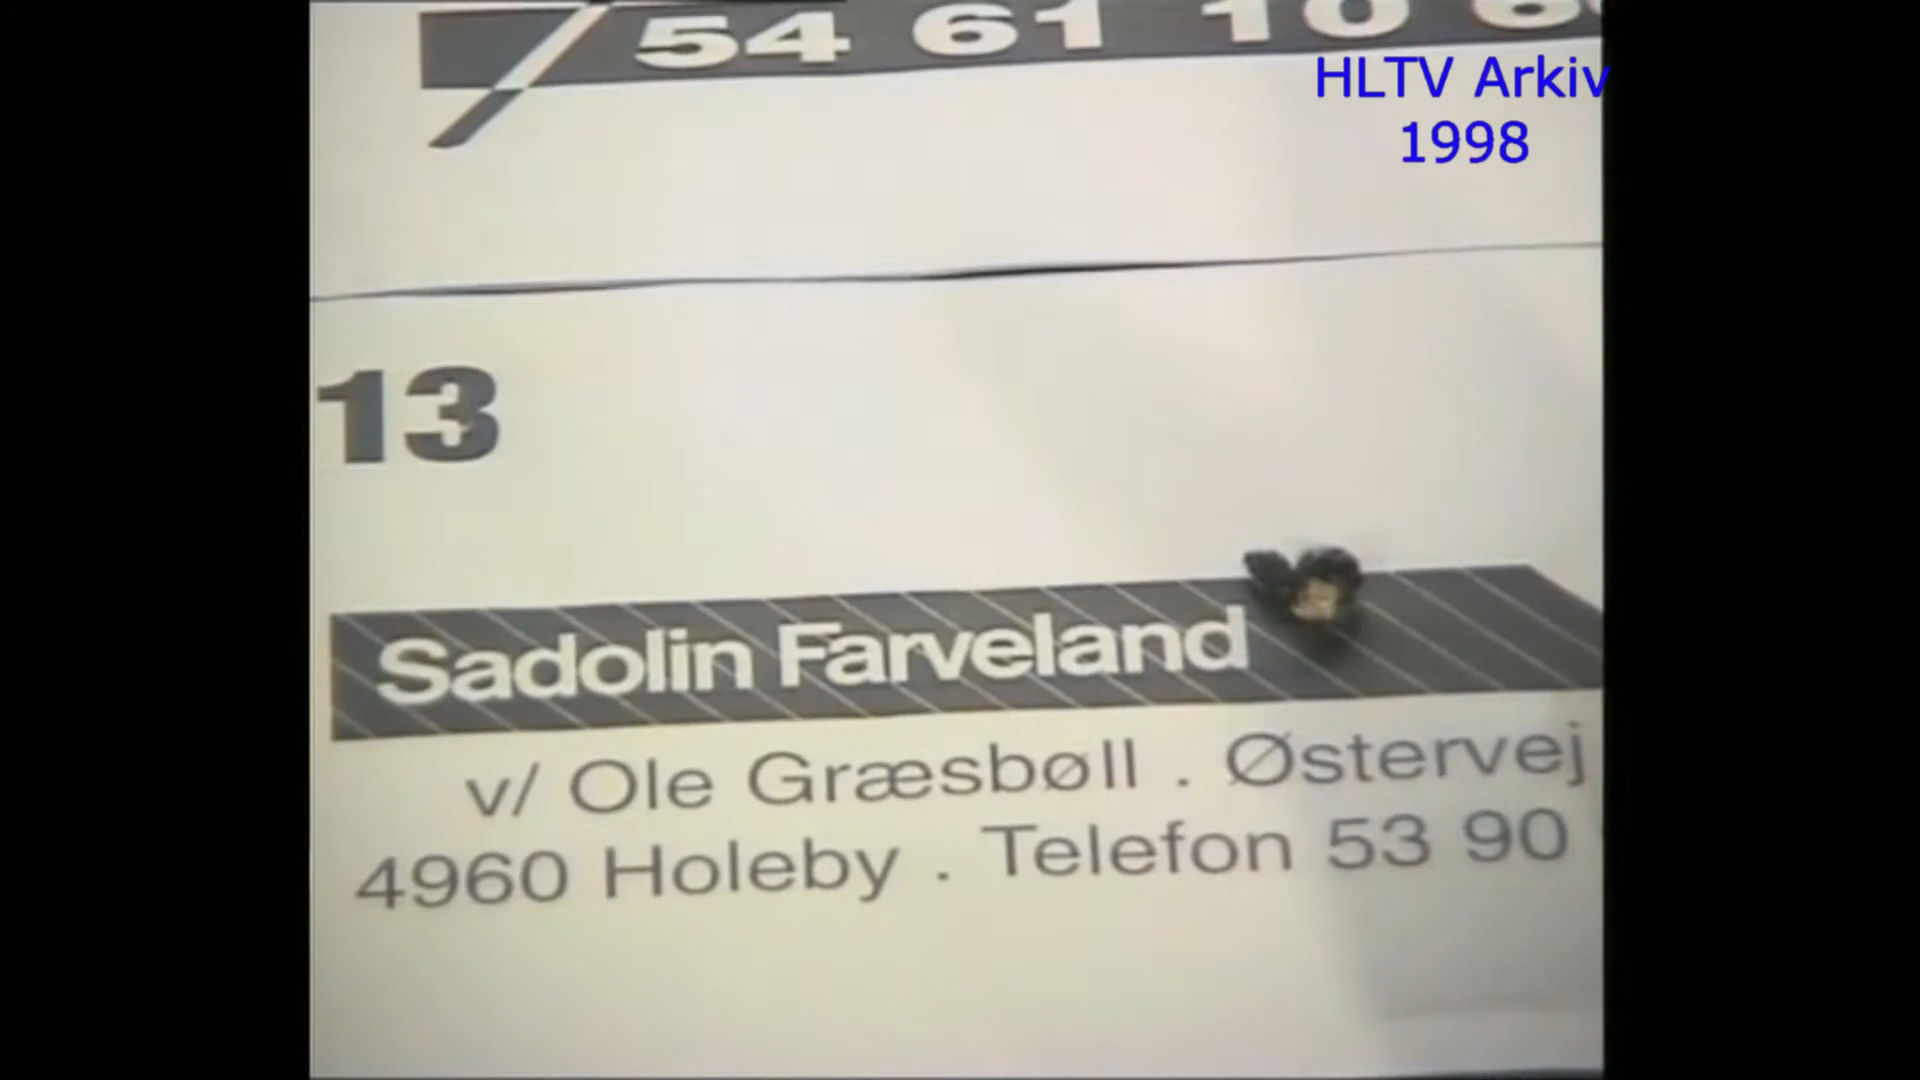 54 61 10
HLTV Arkiv
1998
13
Sadolin Farveland
v/ Ole Græsbøll . Østervej
4960 Holeby . Telefon 53 90